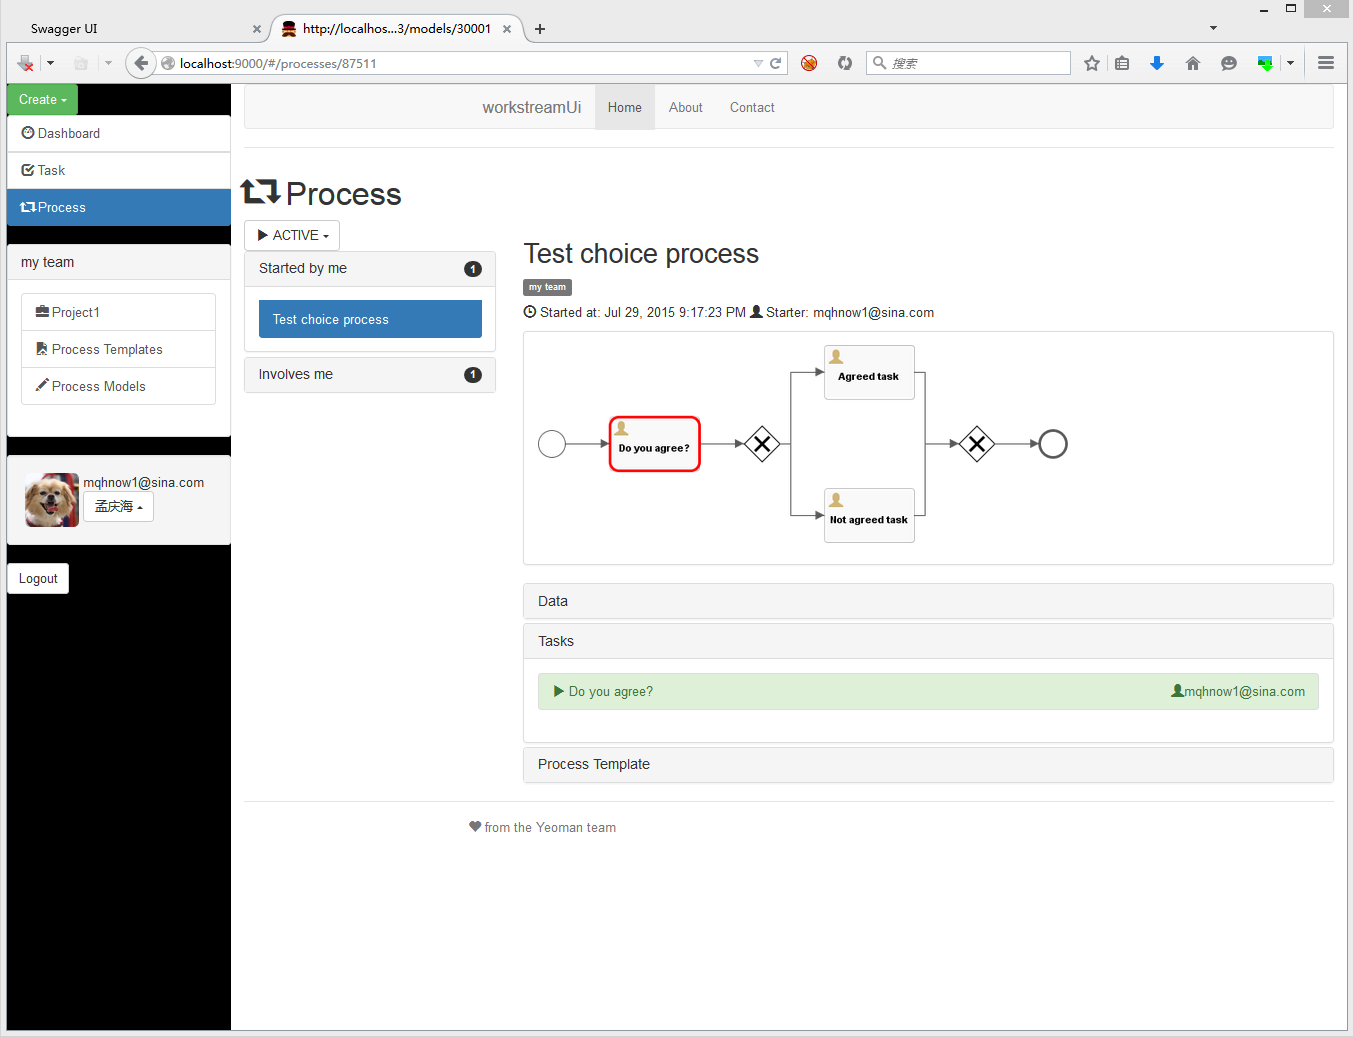 Swagger UI
http://localhos...3/models/30001
localhost:9000/#/processes/87511
搜索
Create
Dashboard
Task
Process
my team
Project1
Process Templates
Process Models
mqhnow1@sina.com
孟庆海
Logout
workstreamUi
Home
About
Contact
Process
ACTIVE
Started by me
1
Test choice process
Involves me
1
Test choice process
my team
Started at: Jul 29, 2015 9:17:23 PM Starter: mqhnow1@sina.com
Do you agree?
Agreed task
Not agreed task
Data
Tasks
Do you agree?
mqhnow1@sina.com
Process Template
from the Yeoman team